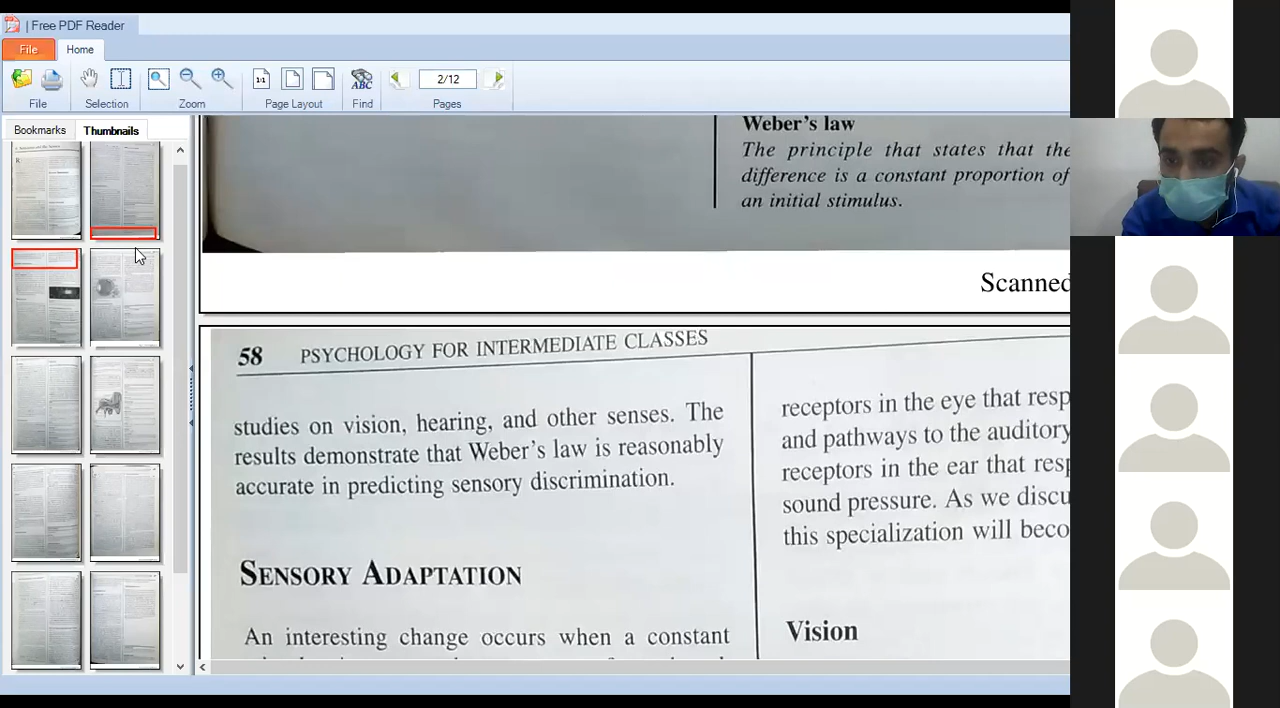 | Free PDF Reader
File
Home
1:1
ABC
2/12
File
Selection
Zoom
Page Layout
Find
Pages
Bookmarks
Thumbnails
Weber's law
The principle that states that the
difference is a constant proportion of
an initial stimulus.
Scanned
58 PSYCHOLOGY FOR INTERMEDIATE CLASSES
studies on vision, hearing, and other senses. The
results demonstrate that Weber's law is reasonably
accurate in predicting sensory discrimination.
SENSORY ADAPTATION
An interesting change occurs when a constant
receptors in the eye that resp
and pathways to the auditory
receptors in the ear that resp
sound pressure. As we discu
this specialization will beco
Vision